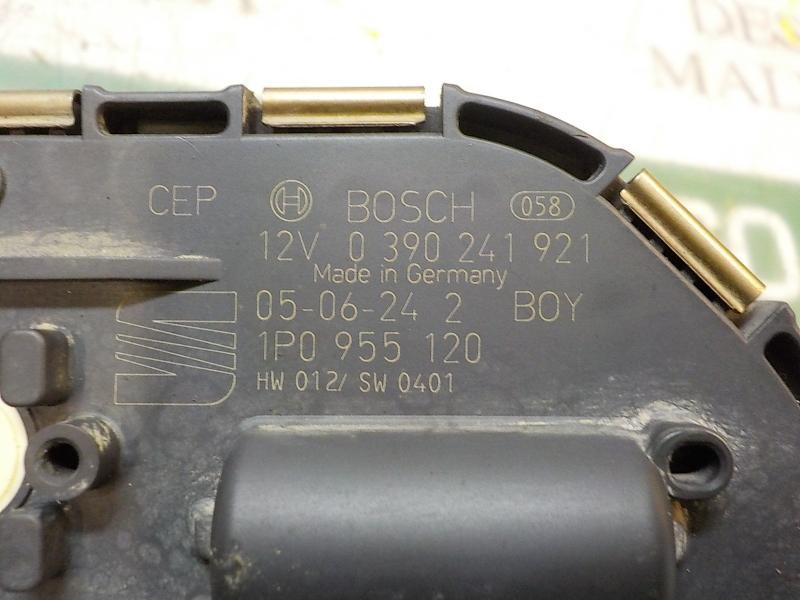 CEP BOSCH 058
12V 0 390 241 921
Made in Germany
05-06-24 2 BOY
1P0 955 120
HW 012/ SW 0401